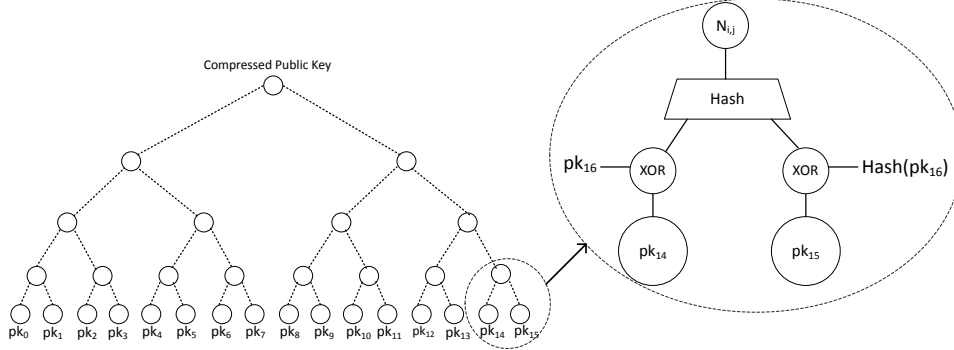 Compressed Public Key
pk₀ pk₁ pk₂ pk₃ pk₄ pk₅ pk₆ pk₇ pk₈ pk₉ pk₁₀ pk₁₁ pk₁₂ pk₁₃ pk₁₄ pk₁₅
Nᵢ,ⱼ
Hash
pk₁₆ XOR XOR Hash(pk₁₆)
pk₁₄ pk₁₅